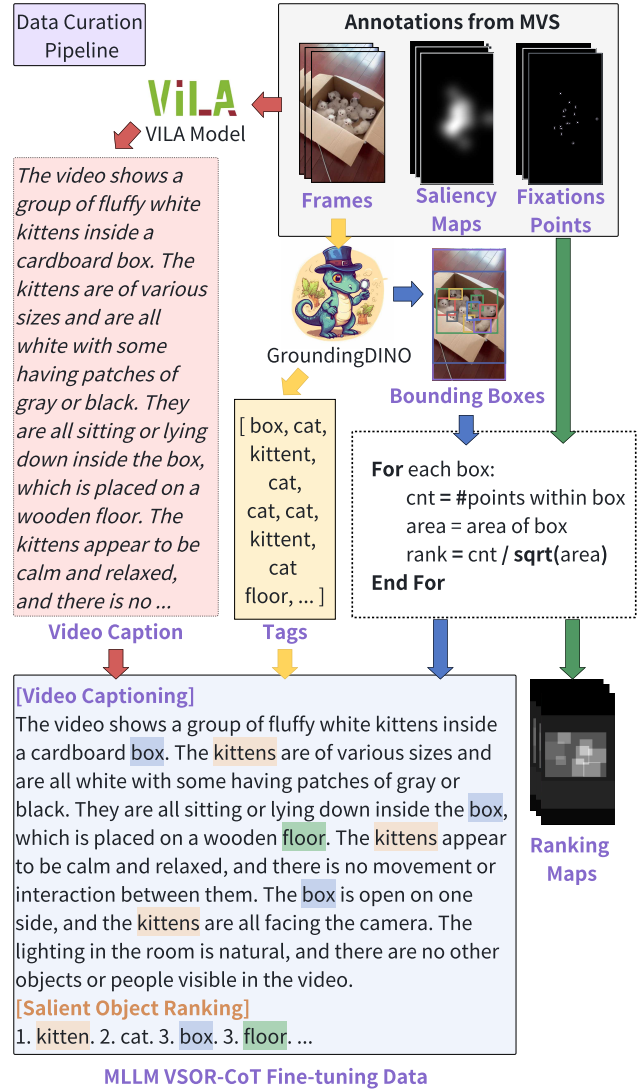 Data Curation
Pipeline
Annotations from MVS
ViLA
VILA Model
Frames
Saliency
Maps
Fixations
Points
The video shows a
group of fluffy white
kittens inside a
cardboard box. The
kittens are of various
sizes and are all
white with some
having patches of
gray or black. They
are all sitting or lying
down inside the box,
which is placed on a
wooden floor. The
kittens appear to be
calm and relaxed,
and there is no ...
Video Caption
GroundingDINO
Bounding Boxes
[ box, cat,
kittent,
cat,
cat, cat,
kittent,
cat
floor, ... ]
Tags
For each box:
cnt = #points within box
area = area of box
rank = cnt / sqrt(area)
End For
[Video Captioning]
The video shows a group of fluffy white kittens inside
a cardboard box. The kittens are of various sizes and
are all white with some having patches of gray or
black. They are all sitting or lying down inside the box,
which is placed on a wooden floor. The kittens appear
to be calm and relaxed, and there is no movement or
interaction between them. The box is open on one
side, and the kittens are all facing the camera. The
lighting in the room is natural, and there are no other
objects or people visible in the video.
[Salient Object Ranking]
1. kitten. 2. cat. 3. box. 3. floor. ...
Ranking
Maps
MLLM VSOR-CoT Fine-tuning Data